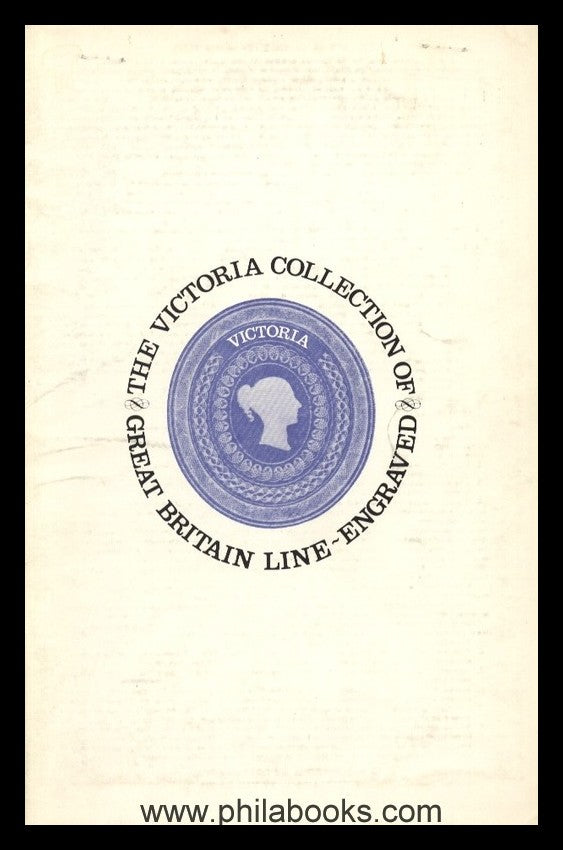 THE VICTORIA COLLECTION OF
GREAT BRITAIN LINE~ENGRAVED
VICTORIA
www.philabooks.com